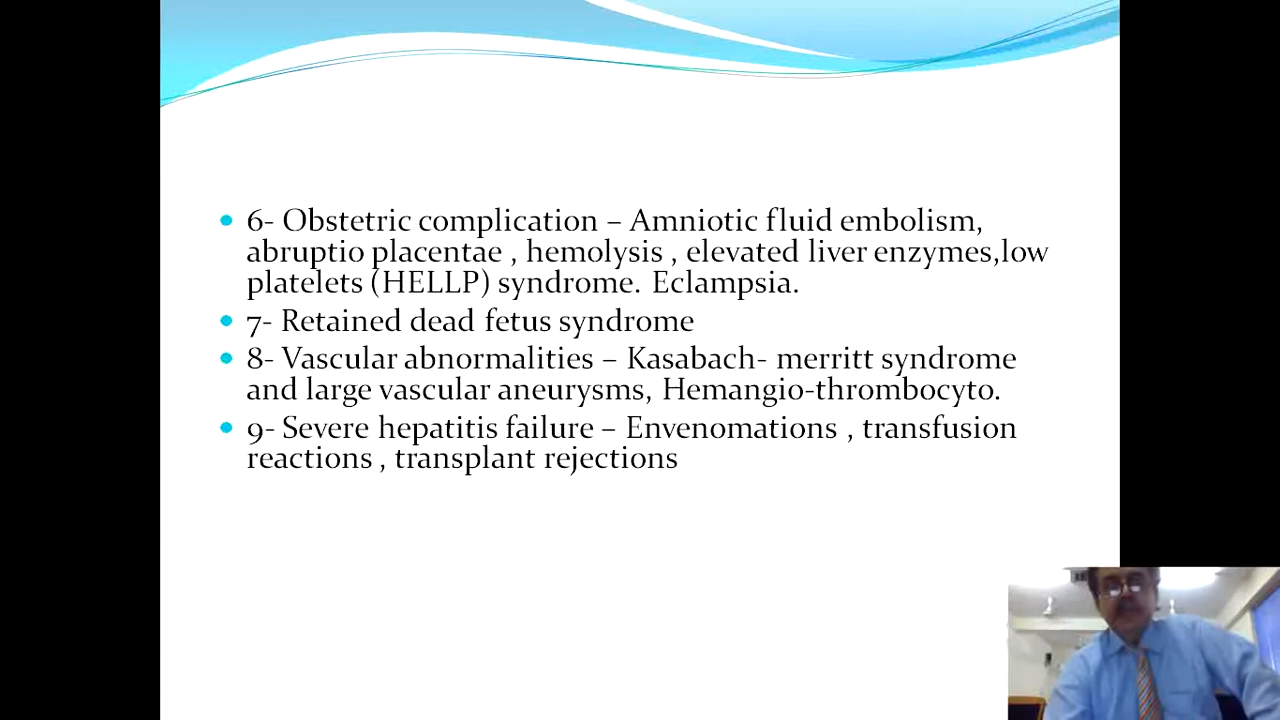 6- Obstetric complication – Amniotic fluid embolism,
abruptio placentae , hemolysis , elevated liver enzymes,low
platelets (HELLP) syndrome. Eclampsia.
7- Retained dead fetus syndrome
8- Vascular abnormalities – Kasabach- merritt syndrome
and large vascular aneurysms, Hemangio-thrombocyto.
9- Severe hepatitis failure – Envenomations , transfusion
reactions , transplant rejections